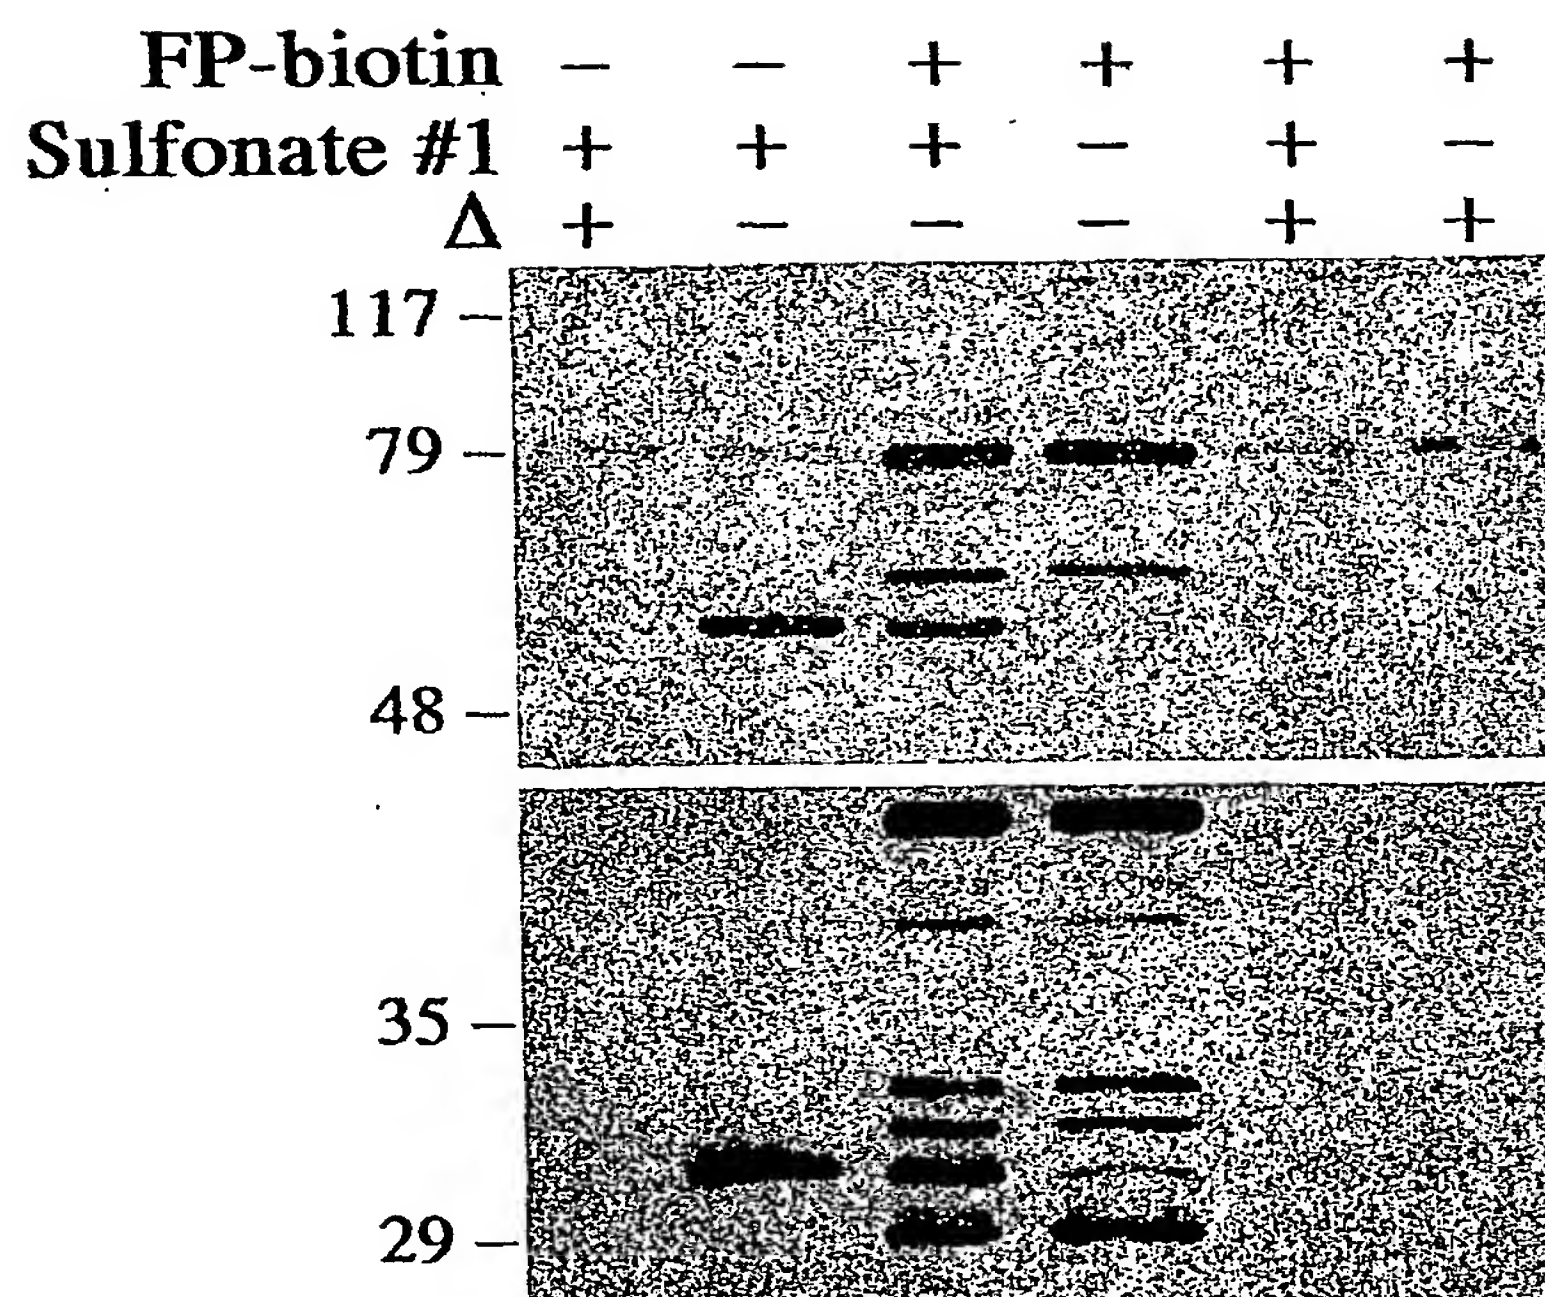 FP-biotin − − + + + +
Sulfonate #1 + + + − + −
Δ + − − − + +
117 –
79 –
48 –
35 –
29 –